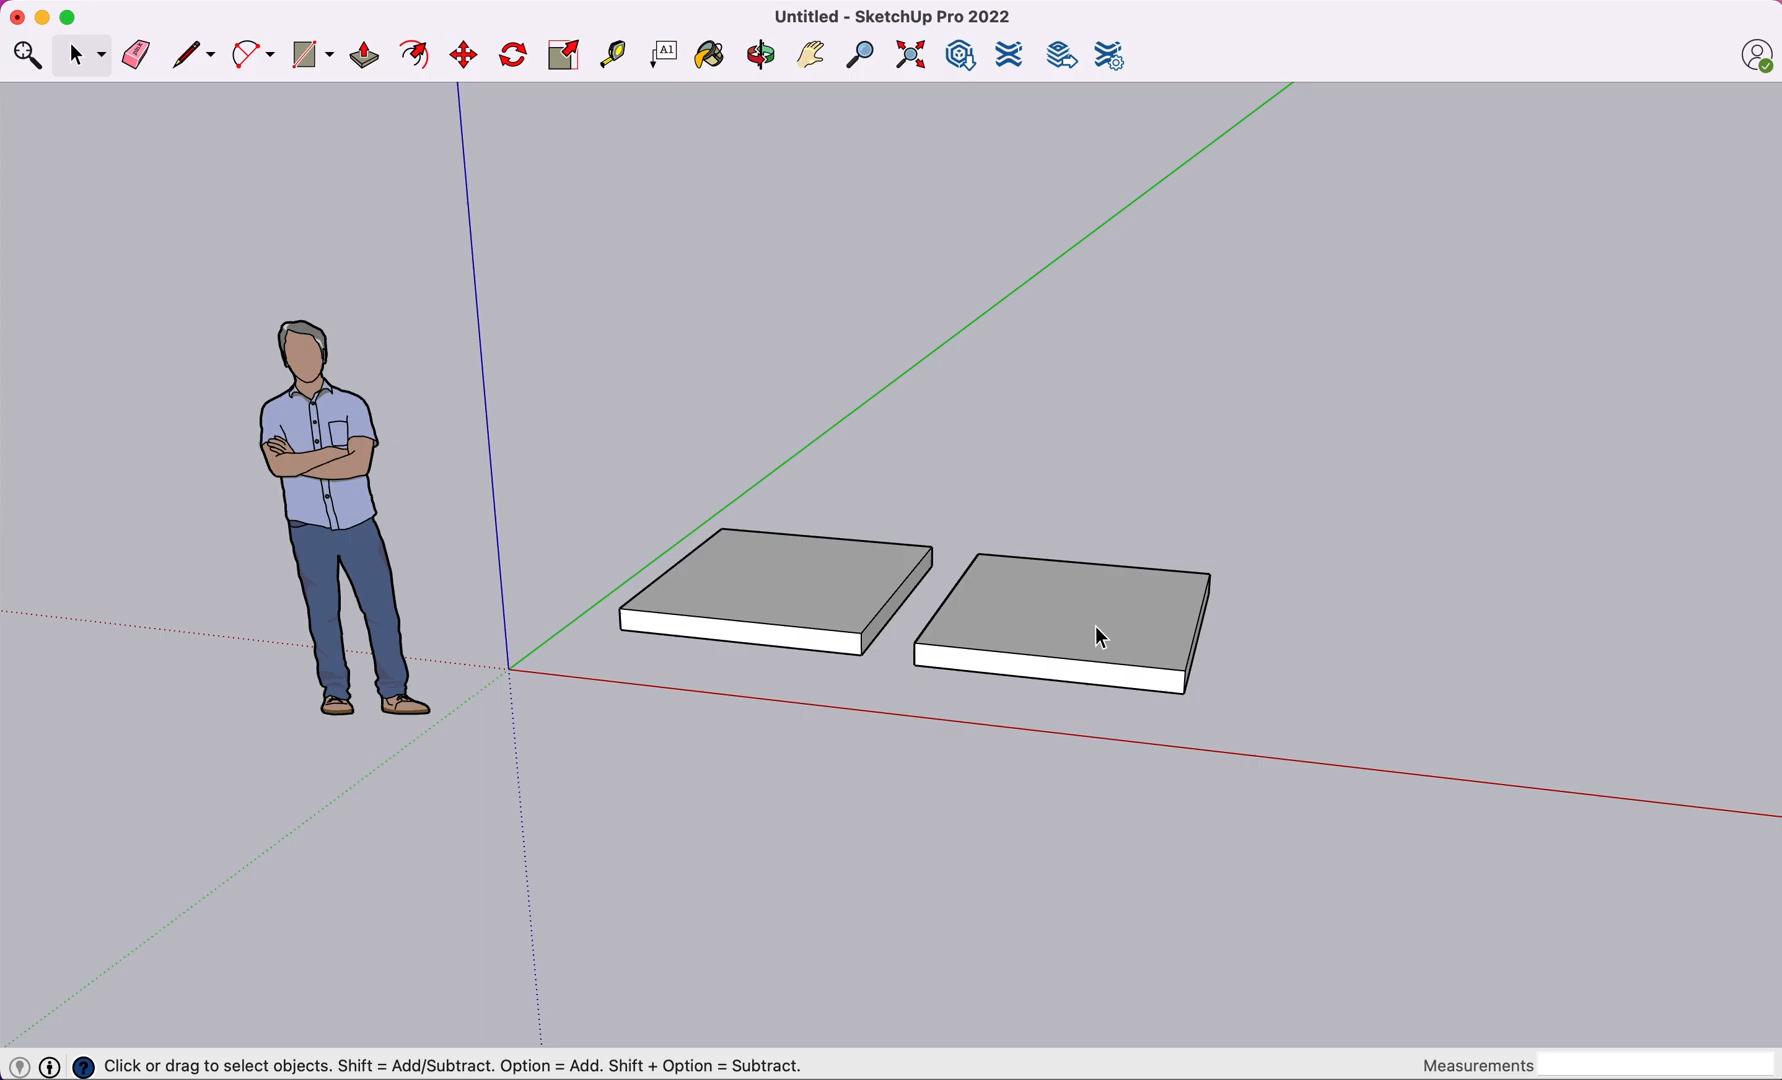 Untitled - SketchUp Pro 2022
A1
Click or drag to select objects. Shift = Add/Subtract. Option = Add. Shift + Option = Subtract.
Measurements